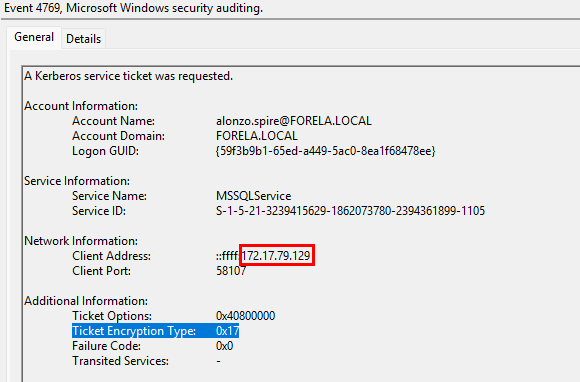 Event 4769, Microsoft Windows security auditing.
General Details
A Kerberos service ticket was requested.
Account Information:
Account Name: alonzo.spire@FORELA.LOCAL
Account Domain: FORELA.LOCAL
Logon GUID: {59f3b9b1-65ed-a449-5ac0-8ea1f68478ee}
Service Information:
Service Name: MSSQLService
Service ID: S-1-5-21-3239415629-1862073780-2394361899-1105
Network Information:
Client Address: ::ffff:172.17.79.129
Client Port: 58107
Additional Information:
Ticket Options: 0x40800000
Ticket Encryption Type: 0x17
Failure Code: 0x0
Transited Services: -